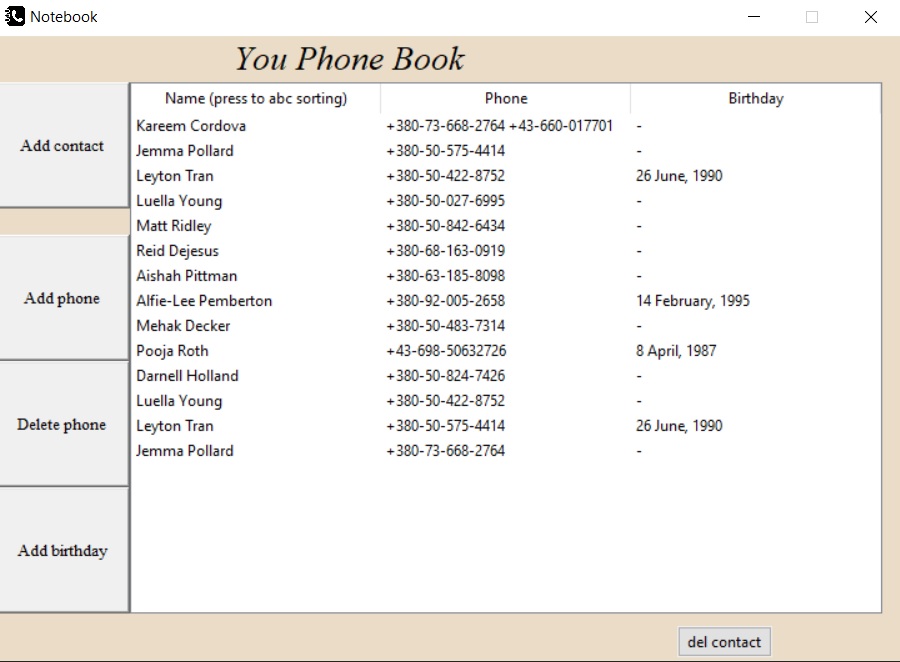 Notebook
You Phone Book
Name (press to abc sorting) Phone Birthday
Kareem Cordova +380-73-668-2764 +43-660-017701 -
Jemma Pollard +380-50-575-4414 -
Leyton Tran +380-50-422-8752 26 June, 1990
Luella Young +380-50-027-6995 -
Matt Ridley +380-50-842-6434 -
Reid Dejesus +380-68-163-0919 -
Aishah Pittman +380-63-185-8098 -
Alfie-Lee Pemberton +380-92-005-2658 14 February, 1995
Mehak Decker +380-50-483-7314 -
Pooja Roth +43-698-50632726 8 April, 1987
Darnell Holland +380-50-824-7426 -
Luella Young +380-50-422-8752 -
Leyton Tran +380-50-575-4414 26 June, 1990
Jemma Pollard +380-73-668-2764 -
Add contact
Add phone
Delete phone
Add birthday
del contact